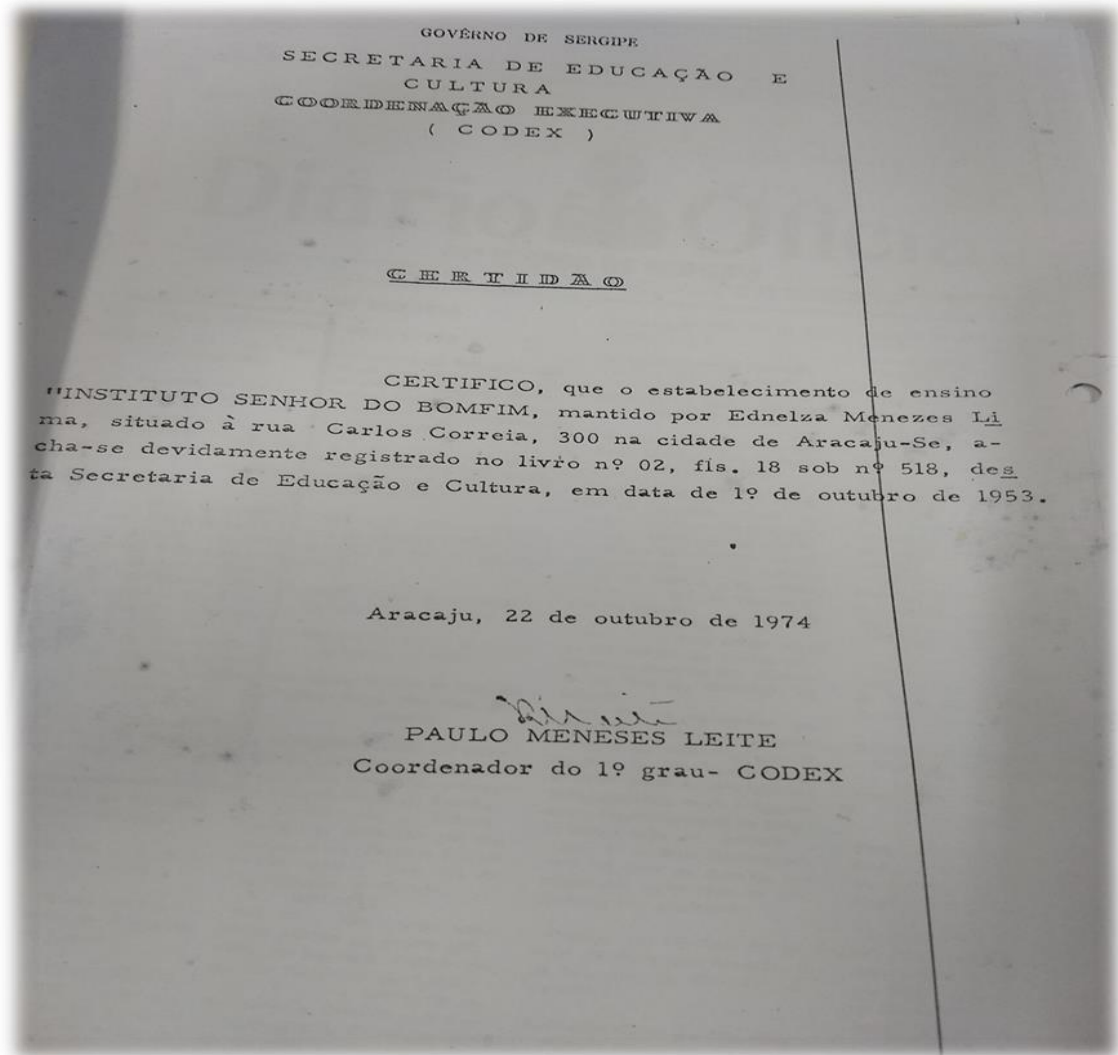 GOVÊRNO DE SERGIPE
SECRETARIA DE EDUCAÇÃO E
CULTURA
COORDENAÇÃO EXECUTIVA
( CODEX )
CERTIDÃO
CERTIFICO, que o estabelecimento de ensino
"INSTITUTO SENHOR DO BOMFIM, mantido por Ednelza Menezes Li
ma, situado à rua Carlos Correia, 300 na cidade de Aracaju-Se, a-
cha-se devidamente registrado no livro nº 02, fls. 18 sob nº 518, des
ta Secretaria de Educação e Cultura, em data de 1º de outubro de 1953.
Aracaju, 22 de outubro de 1974
PAULO MENESES LEITE
Coordenador do 1º grau- CODEX